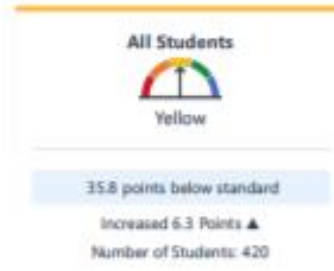 All Students
Yellow
35.8 points below standard
Increased 6.3 Points ▲
Number of Students: 420